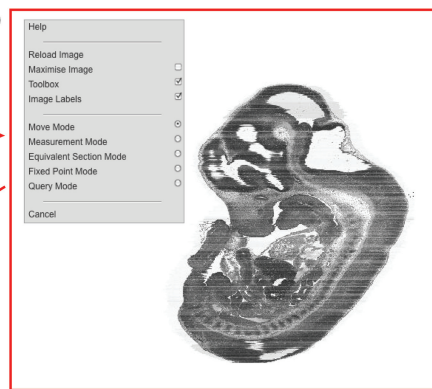 Help
Reload Image
Maximise Image
Toolbox
Image Labels
Move Mode
Measurement Mode
Equivalent Section Mode
Fixed Point Mode
Query Mode
Cancel